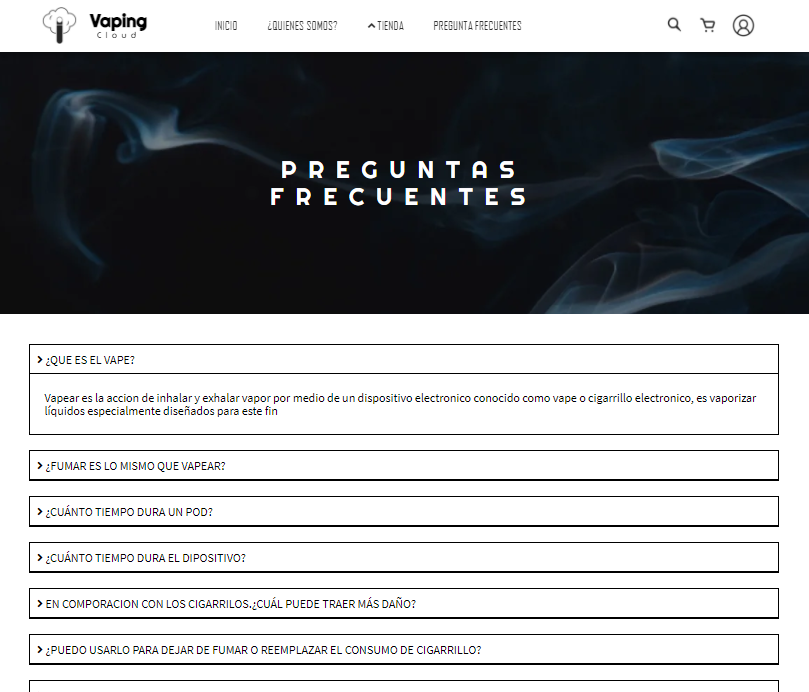 Vaping
Cloud
INICIO
¿QUIENES SOMOS?
TIENDA
PREGUNTA FRECUENTES
PREGUNTAS
FRECUENTES
¿QUE ES EL VAPE?
Vapear es la accion de inhalar y exhalar vapor por medio de un dispositivo electronico conocido como vape o cigarrillo electronico, es vaporizar
líquidos especialmente diseñados para este fin
¿FUMAR ES LO MISMO QUE VAPEAR?
¿CUÁNTO TIEMPO DURA UN POD?
¿CUÁNTO TIEMPO DURA EL DIPOSITIVO?
EN COMPORACION CON LOS CIGARRILOS.¿CUÁL PUEDE TRAER MÁS DAÑO?
¿PUEDO USARLO PARA DEJAR DE FUMAR O REEMPLAZAR EL CONSUMO DE CIGARRILLO?